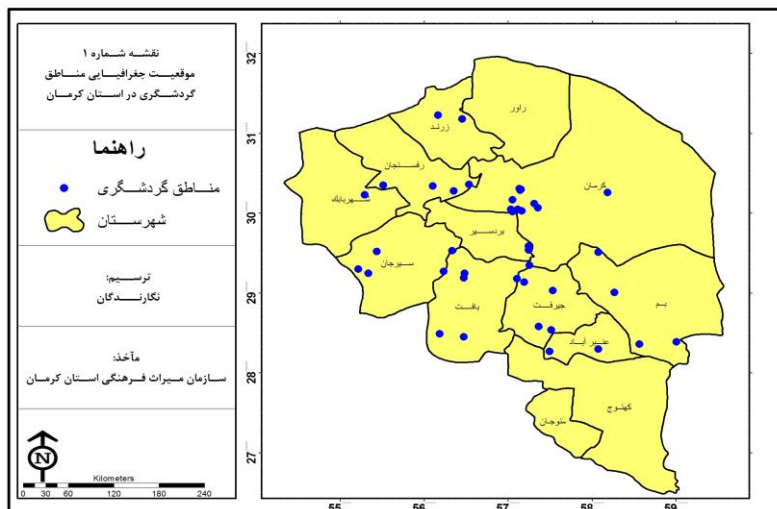 نقشه شماره ۱
موقعیت جغرافیایی مناطق
گردشگری در استان کرمان
راهنما
مناطق گردشگری
شهرستان
ترسیم:
نگارندگان
مآخذ:
سازمان میراث فرهنگی استان کرمان
N
Kilometers
0 30 60 120 180 240
32
31
30
29
28
27
55 56 57 58 59
راور
زرند
رفسنجان
کرمان
شهربابک
بردسیر
سیرجان
بافت
جیرفت
بم
عنبر آباد
کهنوج
منوجان